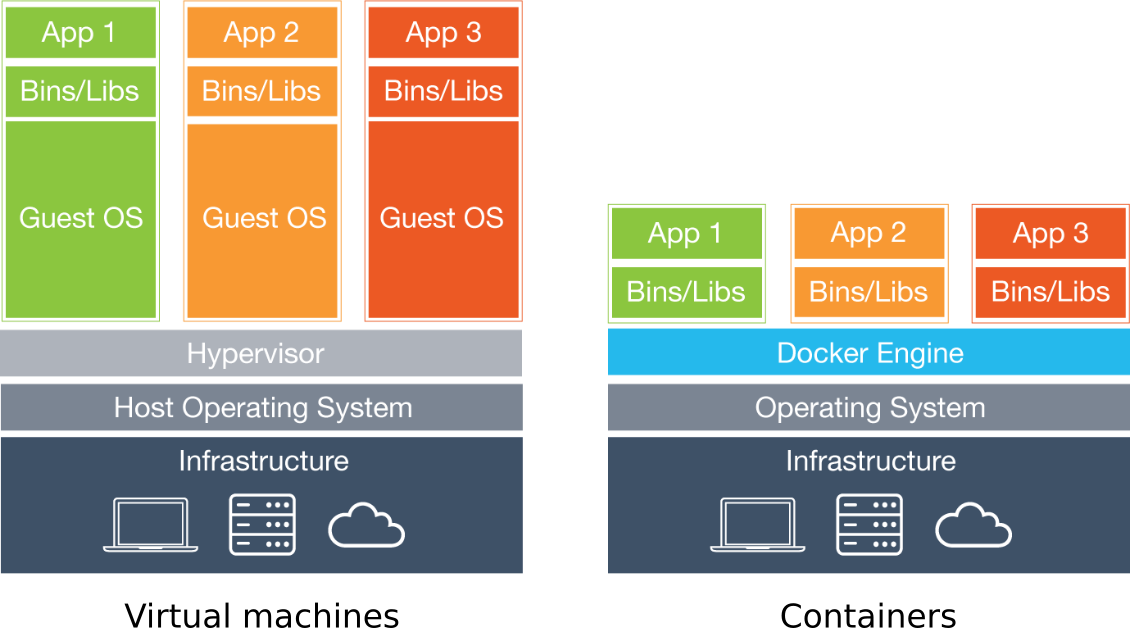 App 1
App 2
App 3
Bins/Libs
Bins/Libs
Bins/Libs
Guest OS
Guest OS
Guest OS
Hypervisor
Host Operating System
Infrastructure
Virtual machines
App 1
App 2
App 3
Bins/Libs
Bins/Libs
Bins/Libs
Docker Engine
Operating System
Infrastructure
Containers